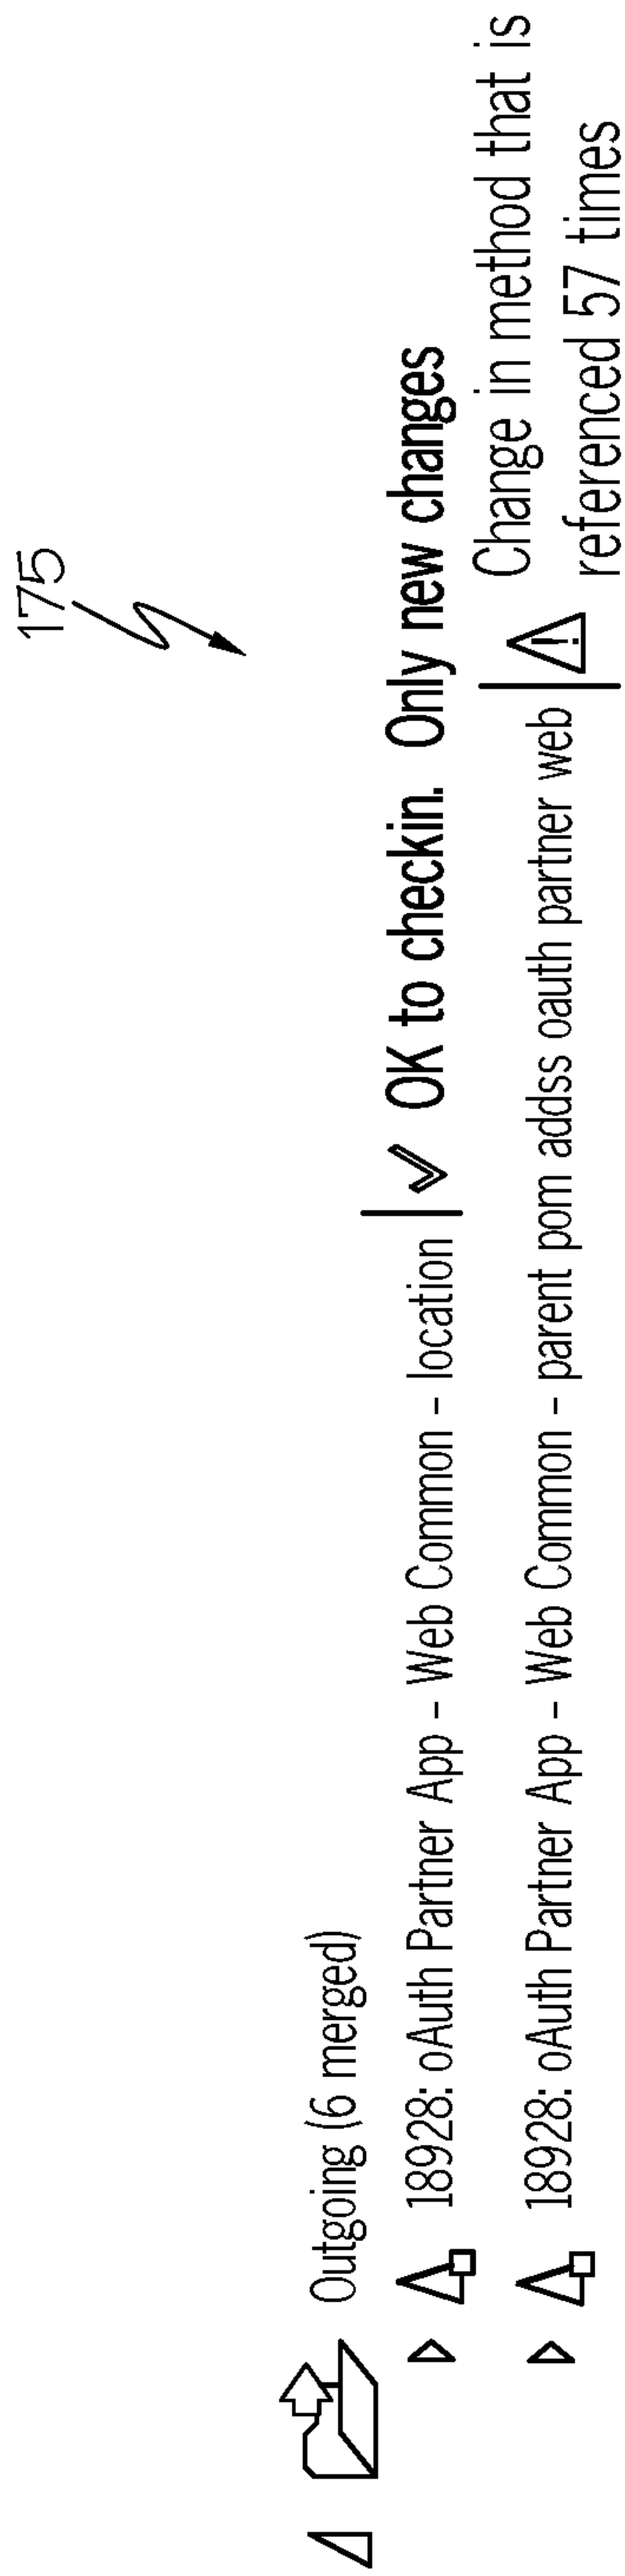 175
Outgoing (6 merged)
18928: oAuth Partner App - Web Common - location OK to checkin. Only new changes
18928: oAuth Partner App - Web Common - parent pom addss oauth partner web Change in method that is
referenced 57 times